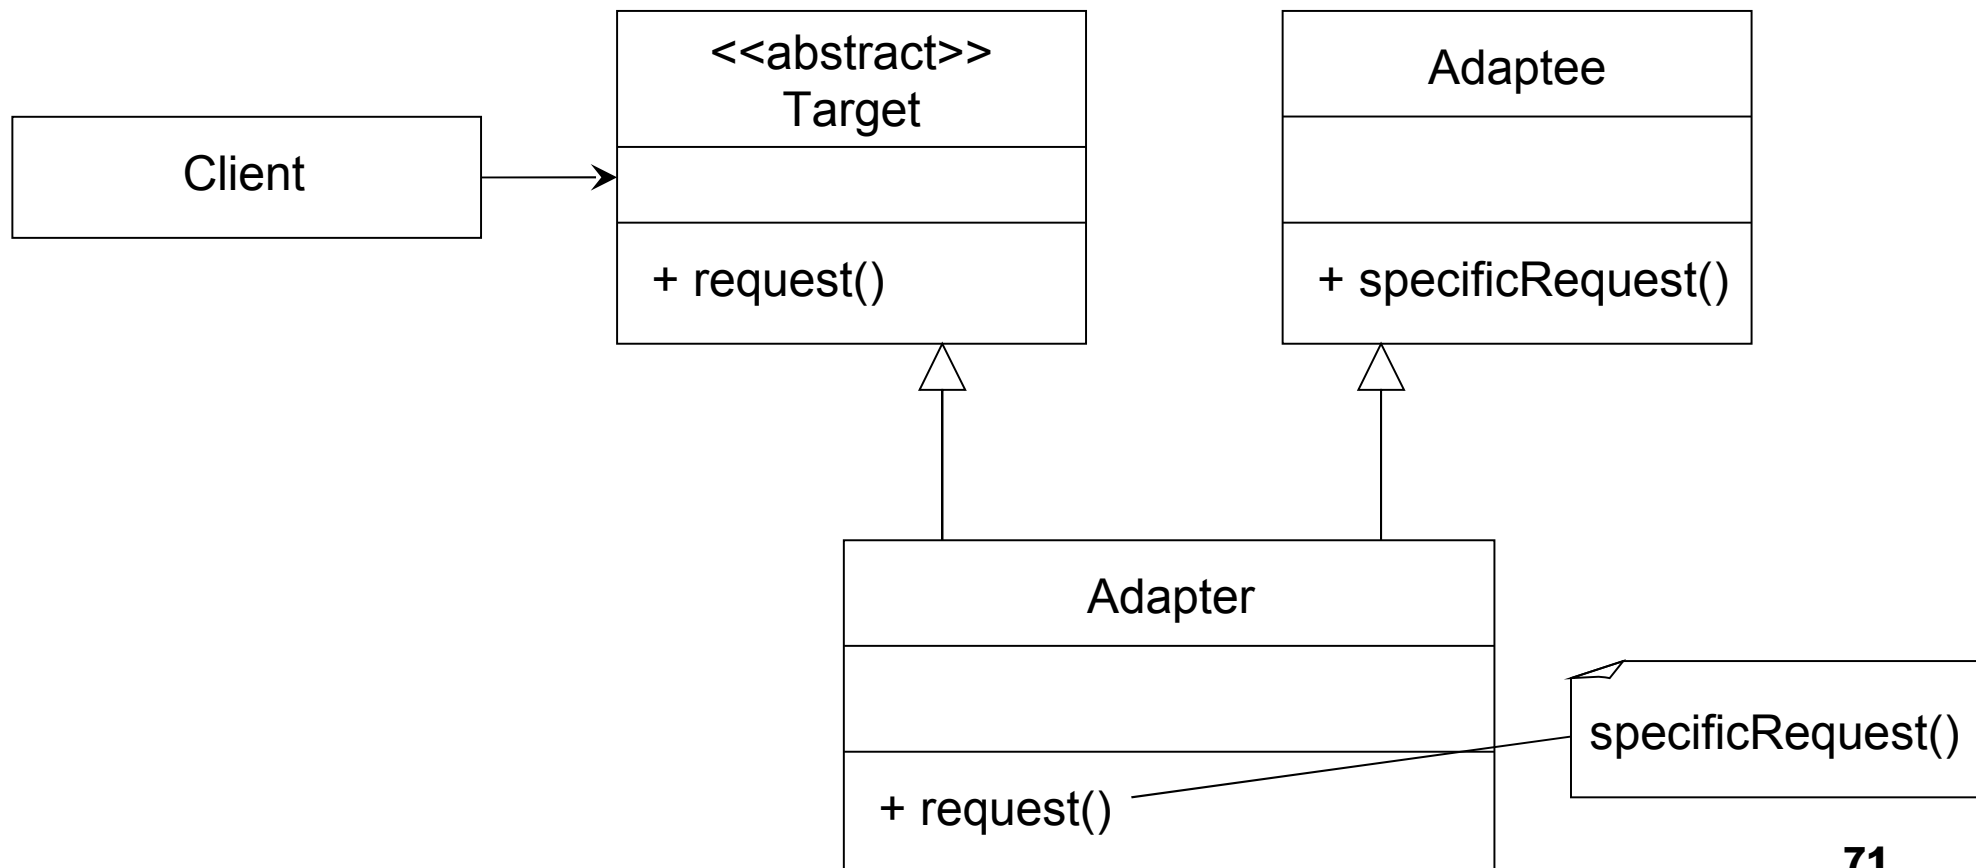 <<abstract>>
Target
Adaptee
Client
+ request()
+ specificRequest()
Adapter
specificRequest()
+ request()
71